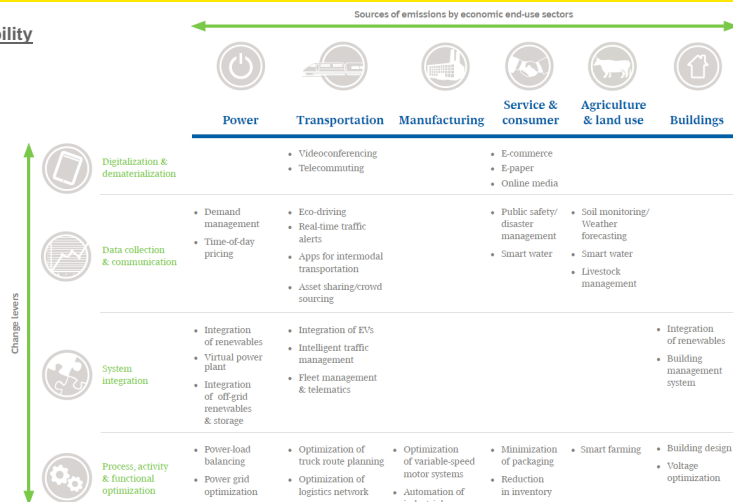 Sources of emissions by economic end-use sectors
bility
Power
Transportation
Manufacturing
Service &
consumer
Agriculture
& land use
Buildings
Change levers
Digitalization &
dematerialization
• Videoconferencing
• Telecommuting
• E-commerce
• E-paper
• Online media
Data collection
& communication
• Demand
management
• Time-of-day
pricing
• Eco-driving
• Real-time traffic
alerts
• Apps for intermodal
transportation
• Asset sharing/crowd
sourcing
• Public safety/
disaster
management
• Smart water
• Soil monitoring/
Weather
forecasting
• Smart water
• Livestock
management
System
integration
• Integration
of renewables
• Virtual power
plant
• Integration
of off-grid
renewables
& storage
• Integration of EVs
• Intelligent traffic
management
• Fleet management
& telematics
• Integration
of renewables
• Building
management
system
Process, activity
& functional
optimization
• Power-load
balancing
• Power grid
optimization
• Optimization of
truck route planning
• Optimization of
logistics network
• Optimization
of variable-speed
motor systems
• Automation of
• Minimization
of packaging
• Reduction
in inventory
• Smart farming
• Building design
• Voltage
optimization